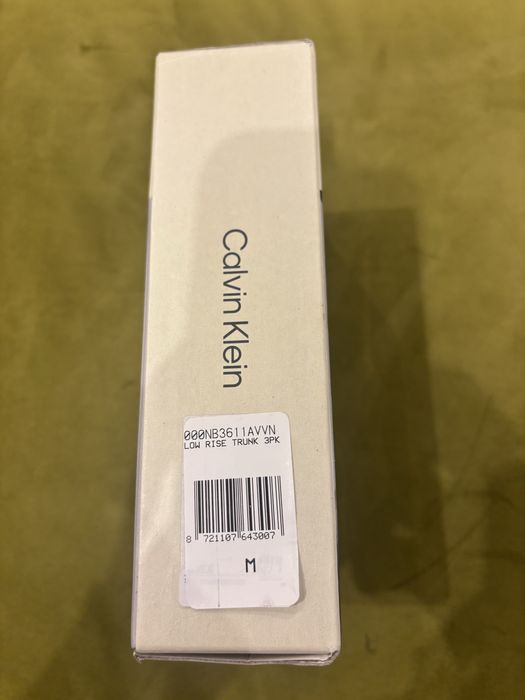 Calvin Klein
000NB3611AVVN
LOW RISE TRUNK 3PK
8 721107 643007
M